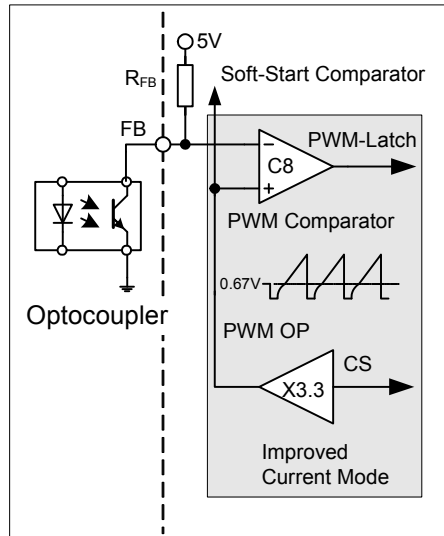 5V
RFB
Soft-Start Comparator
FB
PWM-Latch
−
C8
+
PWM Comparator
0.67V
Optocoupler
PWM OP
CS
X3.3
Improved
Current Mode